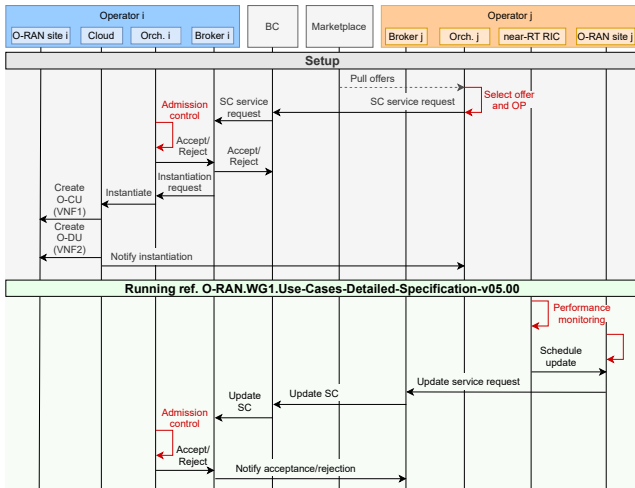 Operator i
BC
Marketplace
Operator j
O-RAN site i
Cloud
Orch. i
Broker i
Broker j
Orch. j
near-RT RIC
O-RAN site j
Setup
Pull offers
Select offer
and OP
SC service request
SC service
request
Admission
control
Accept/
Reject
Accept/
Reject
Instantiation
request
Instantiate
Create
O-CU
(VNF1)
Create
O-DU
(VNF2)
Notify instantiation
Running ref. O-RAN.WG1.Use-Cases-Detailed-Specification-v05.00
Performance
monitoring
Schedule
update
Update service request
Update SC
Update
SC
Admission
control
Accept/
Reject
Notify acceptance/rejection